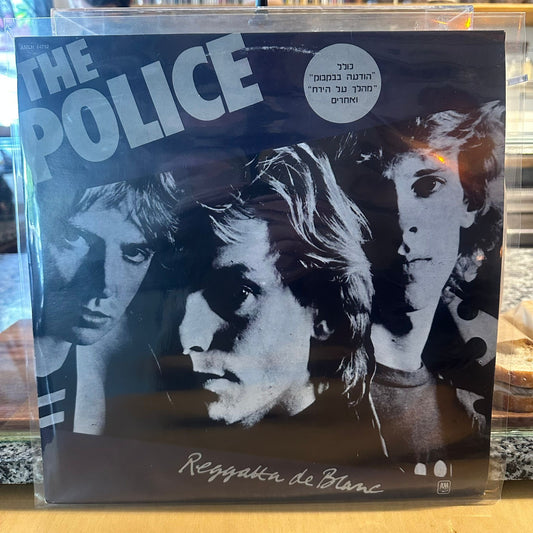 THE
POLICE
כולל
"הודעה בבקבוק"
"מהלך על הירח"
ואחרים
Reggatta de Blanc
A&M